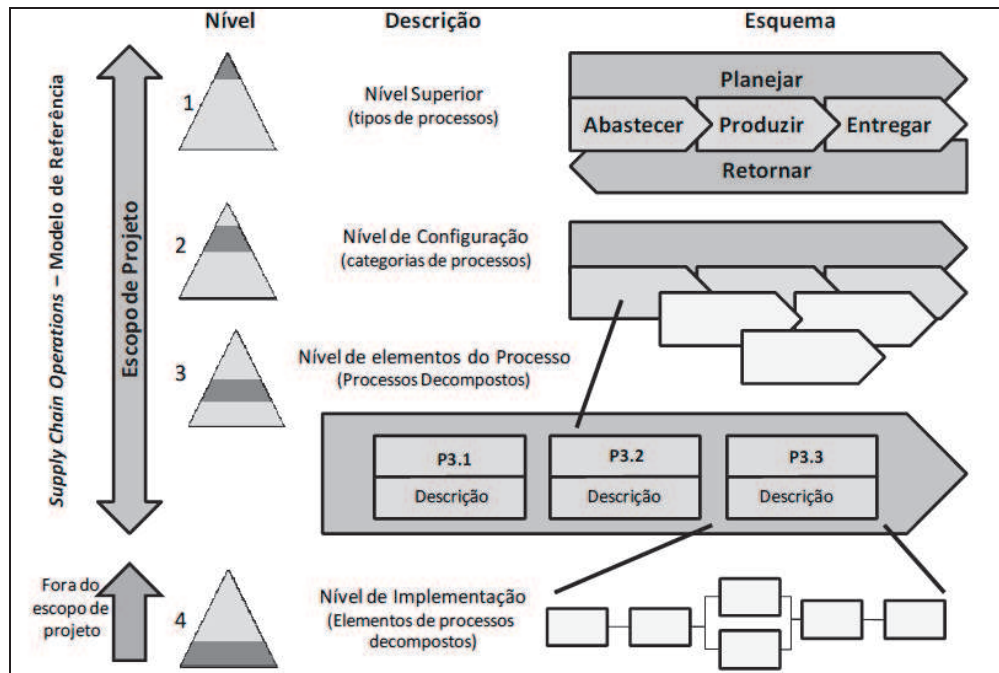 Nível Descrição Esquema
Supply Chain Operations – Modelo de Referência
Escopo de Projeto
1
Nível Superior
(tipos de processos)
Planejar
Abastecer Produzir Entregar
Retornar
2
Nível de Configuração
(categorias de processos)
3
Nível de elementos do Processo
(Processos Decompostos)
P3.1 P3.2 P3.3
Descrição Descrição Descrição
Fora do
escopo de
projeto
4
Nível de Implementação
(Elementos de processos
decompostos)